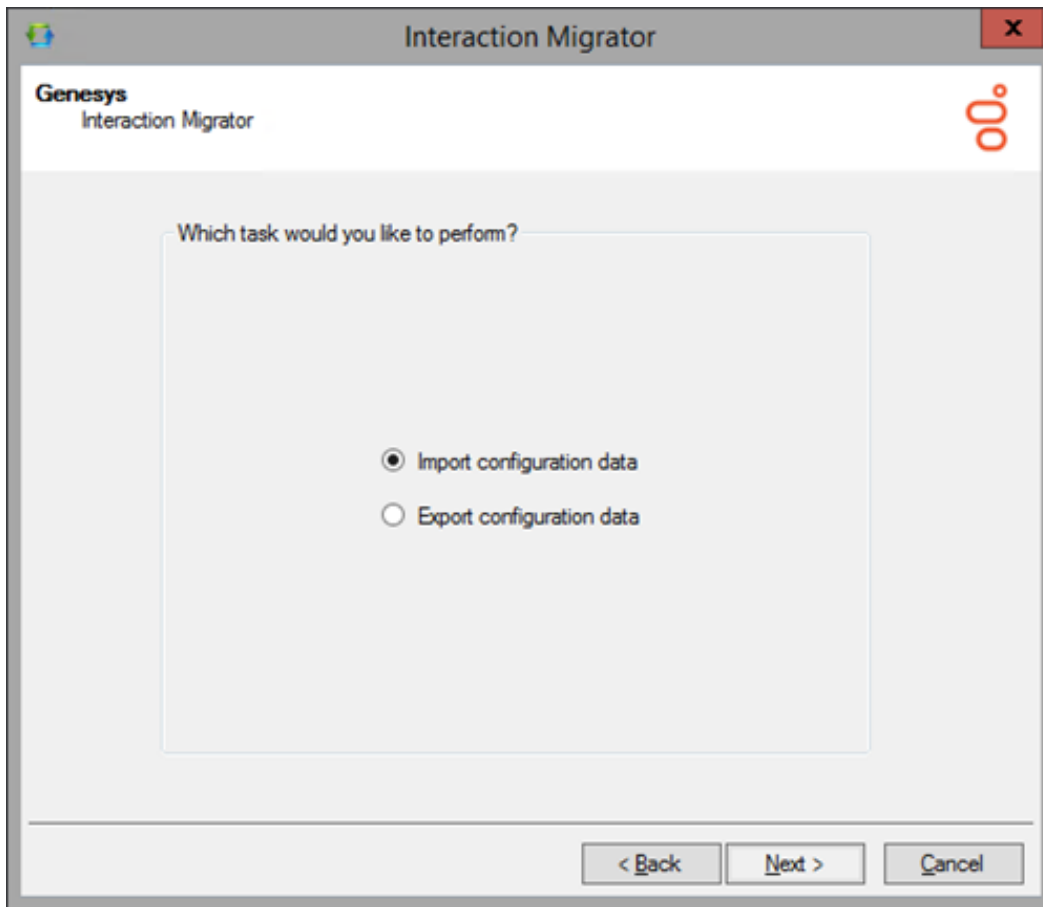 Interaction Migrator
Genesys
Interaction Migrator
Which task would you like to perform?
Import configuration data
Export configuration data
< Back Next > Cancel